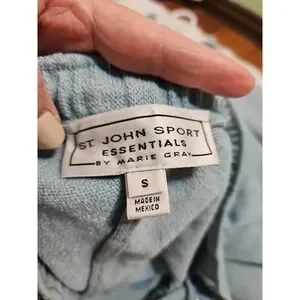 ST. JOHN SPORT
ESSENTIALS
BY MARIE GRAY
S
MADE IN
MEXICO